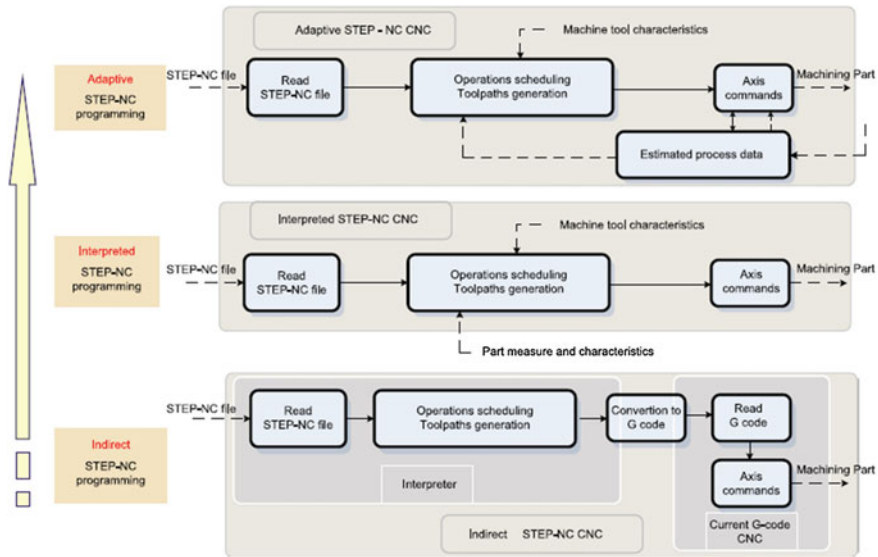 Adaptive STEP - NC CNC
Machine tool characteristics
Adaptive
STEP-NC
programming
STEP-NC file
Read
STEP-NC file
Operations scheduling
Toolpaths generation
Axis
commands
Machining Part
Estimated process data
Interpreted STEP-NC CNC
Machine tool characteristics
Interpreted
STEP-NC
programming
STEP-NC file
Read
STEP-NC file
Operations scheduling
Toolpaths generation
Axis
commands
Machining Part
Part measure and characteristics
Indirect
STEP-NC
programming
STEP-NC file
Read
STEP-NC file
Operations scheduling
Toolpaths generation
Convertion to
G code
Read
G code
Axis
commands
Machining Part
Interpreter
Current G-code
CNC
Indirect STEP-NC CNC